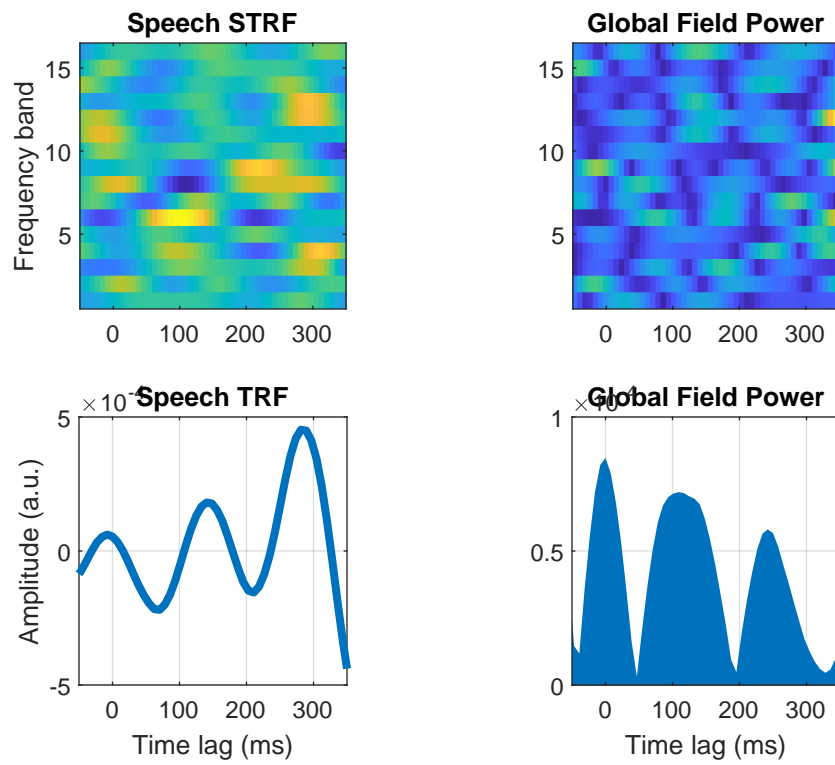 Speech STRF
Frequency band
15
10
5
0 100 200 300
Global Field Power
15
10
5
0 100 200 300
Speech TRF
× 10-4
Amplitude (a.u.)
5
0
-5
0 100 200 300
Time lag (ms)
Global Field Power
1
0.5
0
0 100 200 300
Time lag (ms)